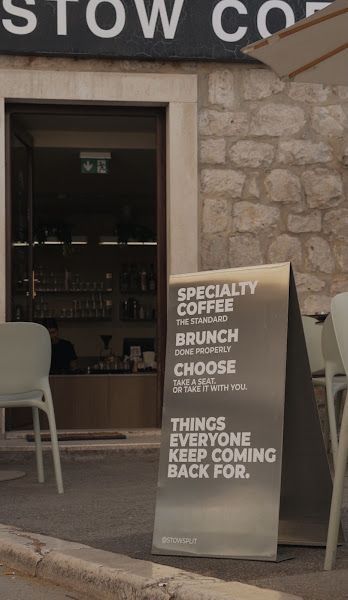 STOW COF
SPECIALTY
COFFEE
THE STANDARD
BRUNCH
DONE PROPERLY
CHOOSE
TAKE A SEAT.
OR TAKE IT WITH YOU.
THINGS
EVERYONE
KEEP COMING
BACK FOR.
@STOWSPLIT